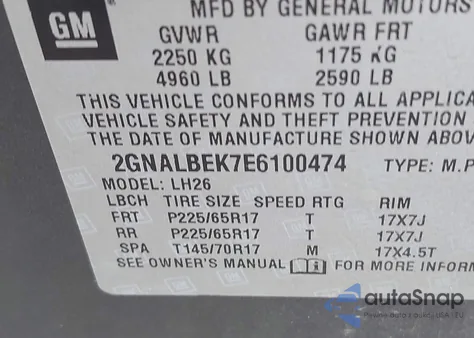 MFD BY GENERAL MOTORS
GM
GVWR GAWR FRT
2250 KG 1175 KG
4960 LB 2590 LB
THIS VEHICLE CONFORMS TO ALL APPLICA
VEHICLE SAFETY AND THEFT PREVENTION
THE DATE OF MANUFACTURE SHOWN ABOV
2GNALBEK7E6100474 TYPE: M.P
MODEL: LH26
LBCH TIRE SIZE SPEED RTG RIM
FRT P225/65R17 T 17X7J
RR P225/65R17 T 17X7J
SPA T145/70R17 M 17X4.5T
SEE OWNER'S MANUAL FOR MORE INFORM
autaSnap